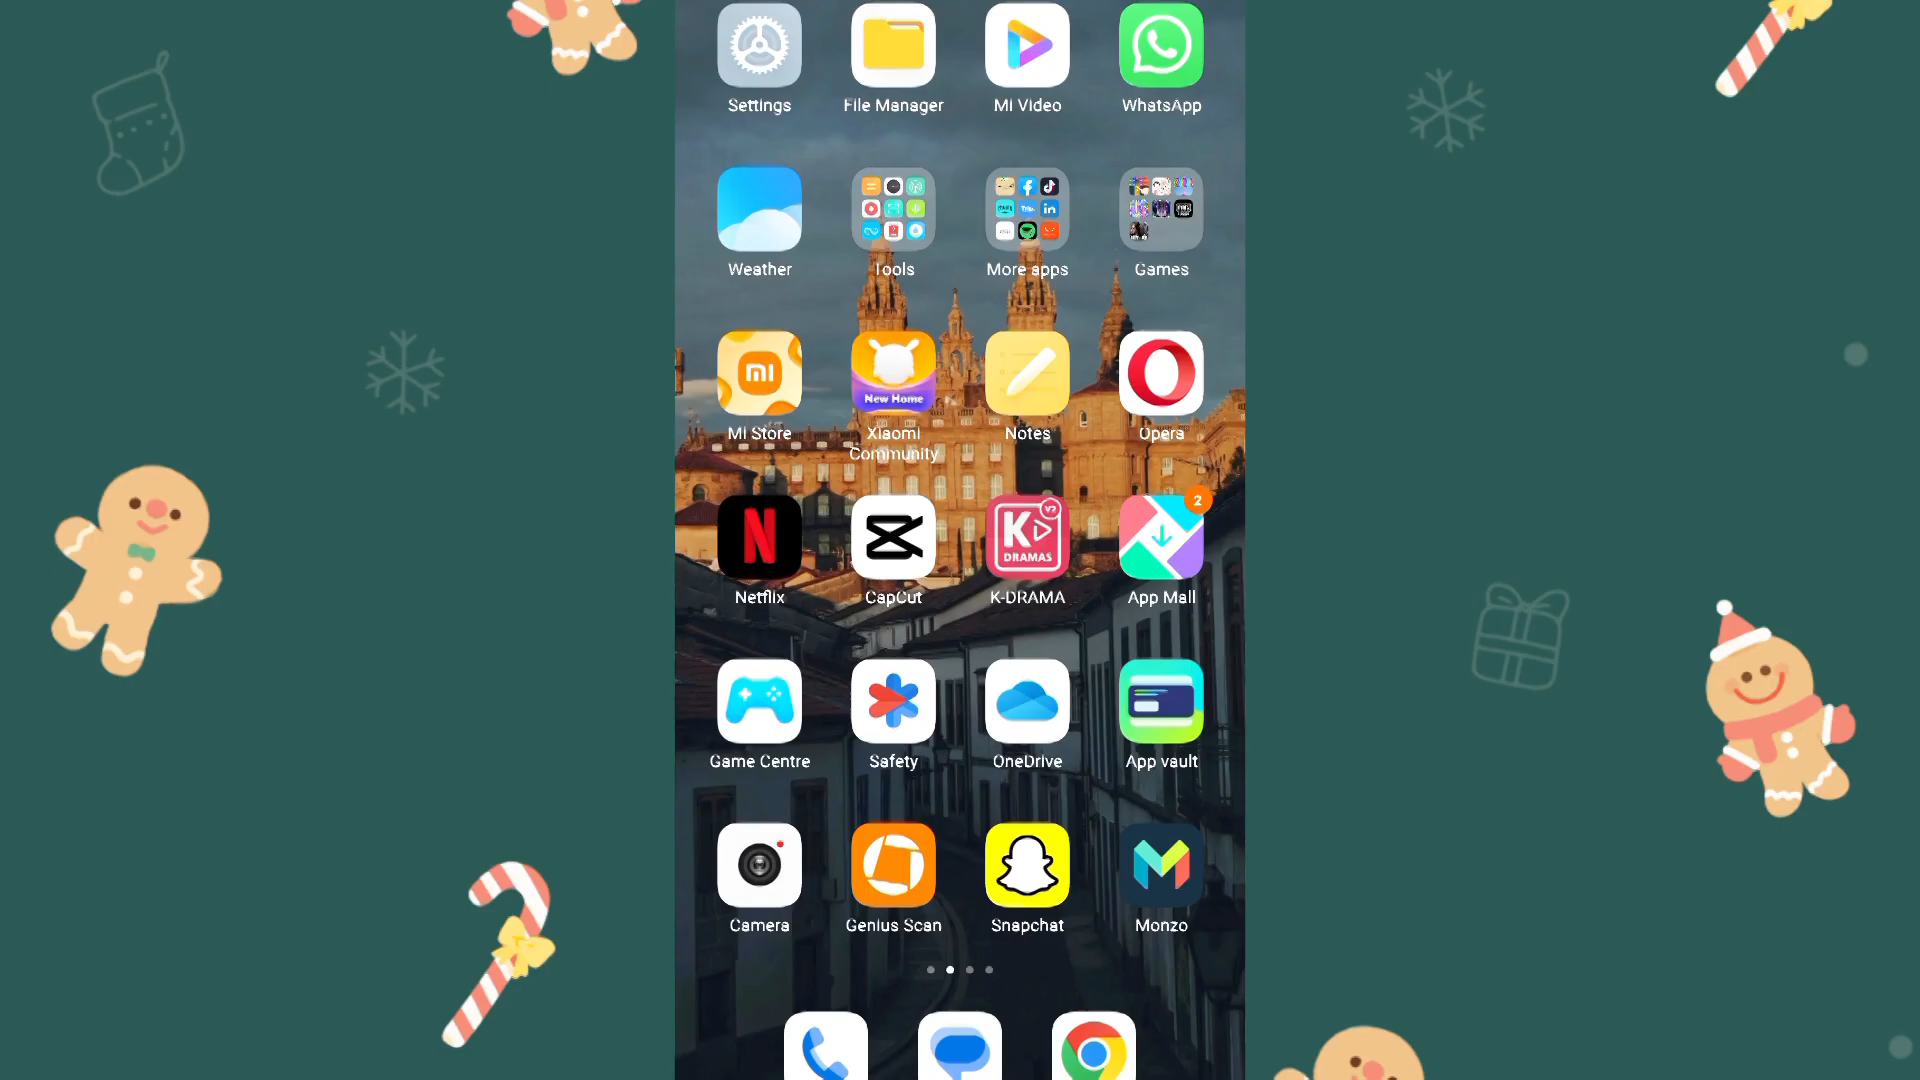 Settings
File Manager
Mi Video
WhatsApp
Weather
Tools
More apps
Games
New Home
Mi Store
Xiaomi
Community
Notes
Opera
K
V2
DRAMAS
2
Netflix
CapCut
K-DRAMA
App Mall
Game Centre
Safety
OneDrive
App vault
Camera
Genius Scan
Snapchat
Monzo